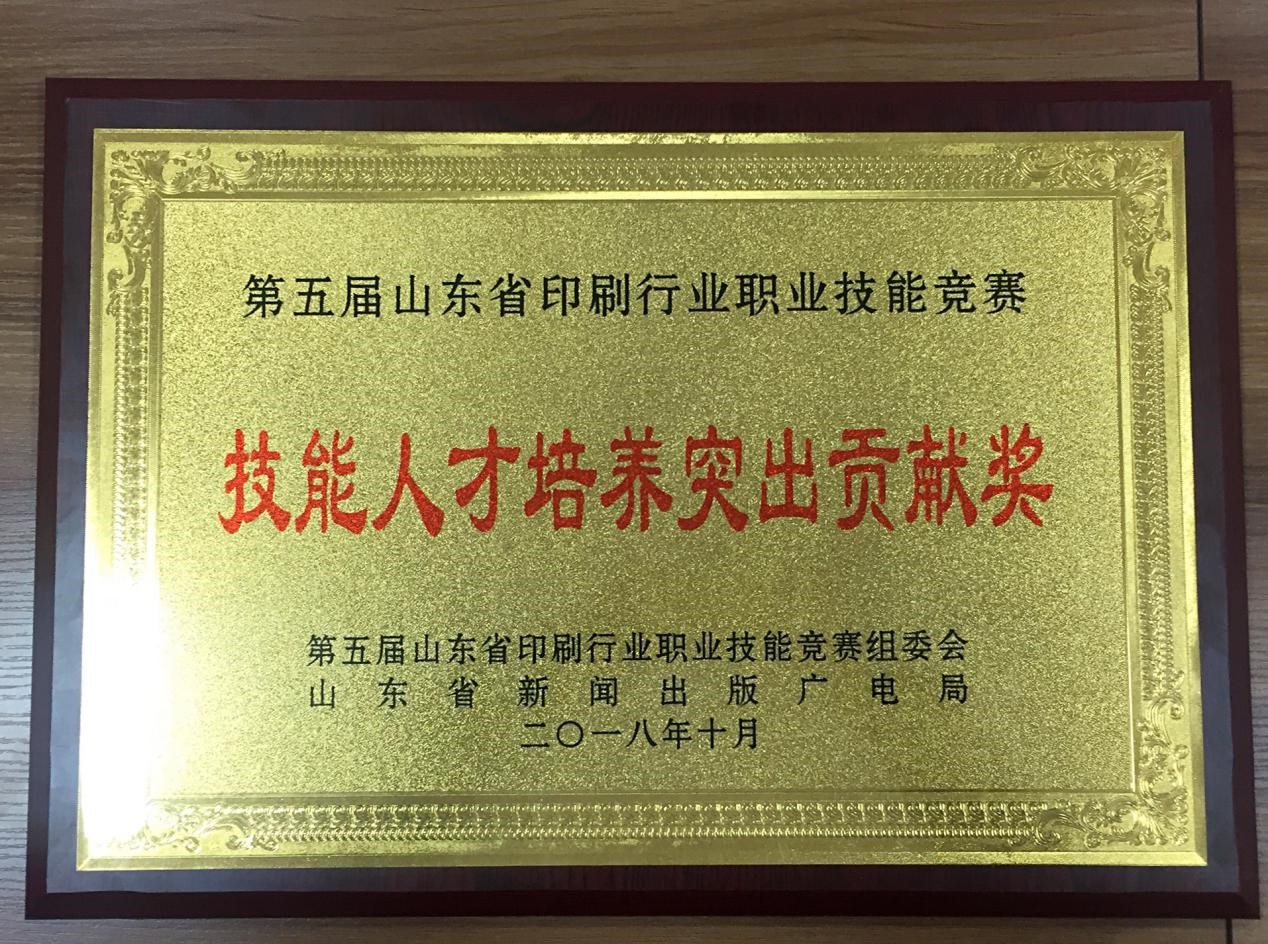 第五届山东省印刷行业职业技能竞赛
技能人才培养突出贡献奖
第五届山东省印刷行业职业技能竞赛组委会
山东省新闻出版广电局
二〇一八年十月